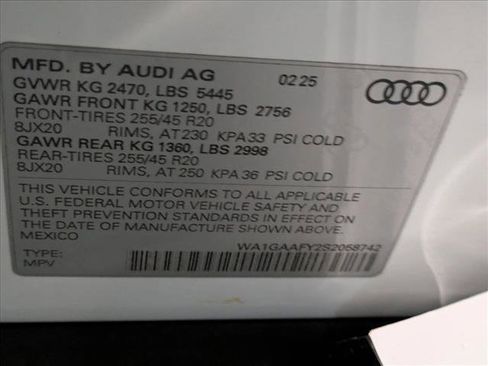 MFD. BY AUDI AG 02/25
GVWR KG 2470, LBS 5445
GAWR FRONT KG 1250, LBS 2756
FRONT-TIRES 255/45 R20
8JX20 RIMS, AT 230 KPA 33 PSI COLD
GAWR REAR KG 1360, LBS 2998
REAR-TIRES 255/45 R20
8JX20 RIMS, AT 250 KPA 36 PSI COLD
THIS VEHICLE CONFORMS TO ALL APPLICABLE
U.S. FEDERAL MOTOR VEHICLE SAFETY AND
THEFT PREVENTION STANDARDS IN EFFECT ON
THE DATE OF MANUFACTURE SHOWN ABOVE.
MEXICO
WA1GAAFY2S2058742
TYPE:
MPV